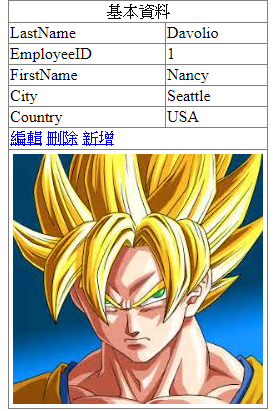 基本資料
LastName Davolio
EmployeeID 1
FirstName Nancy
City Seattle
Country USA
編輯 刪除 新增